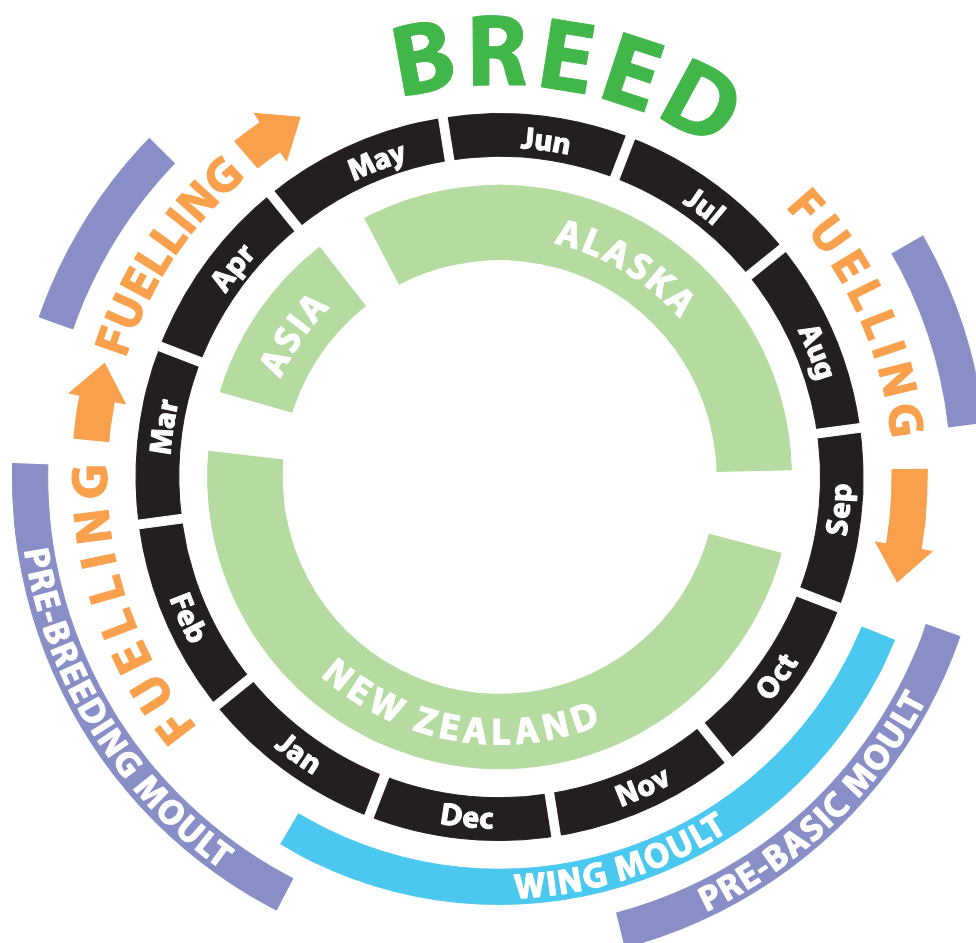 BREED
FUELLING
May
Jun
Jul
FUELLING
Apr
Aug
ALASKA
ASIA
Mar
Sep
FUELLING
PRE-BREEDING MOULT
Feb
Oct
NEW ZEALAND
Jan
Nov
Dec
WING MOULT
PRE-BASIC MOULT